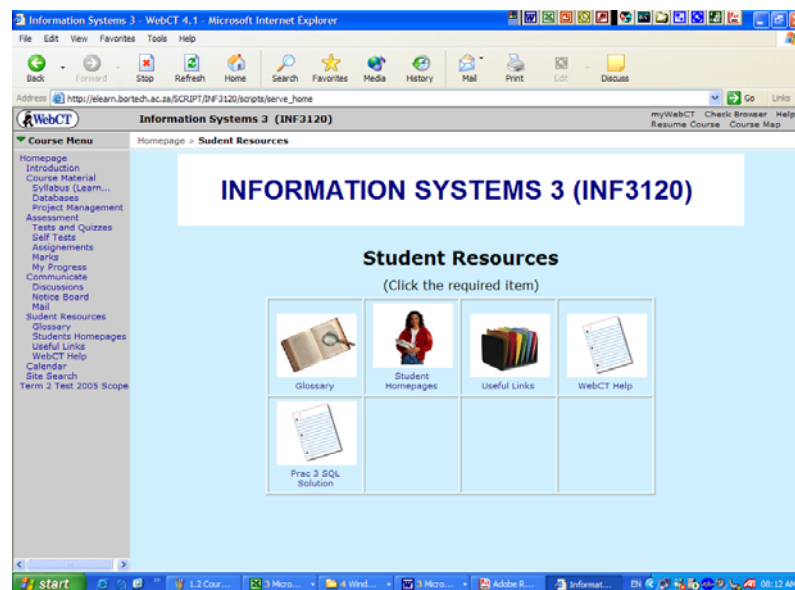 Information Systems 3 - WebCT 4.1 - Microsoft Internet Explorer
File Edit View Favorites Tools Help
Back Forward Stop Refresh Home Search Favorites Media History Mail Print Edit Discuss
Address http://elearn.bortech.ac.za/SCRIPT/INF3120/scripts/serve_home Go Links
WebCT Information Systems 3 (INF3120) myWebCT Check Browser Help
Resume Course Course Map
Course Menu Homepage > Sudent Resources
Homepage
Introduction
Course Material
Syllabus (Learn...
Databases
Project Management
Assessment
Tests and Quizzes
Self Tests
Assignements
Marks
My Progress
Communicate
Discussions
Notice Board
Mail
Sudent Resources
Glossary
Students Homepages
Useful Links
WebCT Help
Calendar
Site Search
Term 2 Test 2005 Scope
INFORMATION SYSTEMS 3 (INF3120)
Student Resources
(Click the required item)
Glossary
Student
Homepages
Useful Links
WebCT Help
Prac 3 SQL
Solution
start 1.2 Cour... 3 Micro... 4 Wind... 3 Micro... Adobe R... Informat... EN 08:12 AM